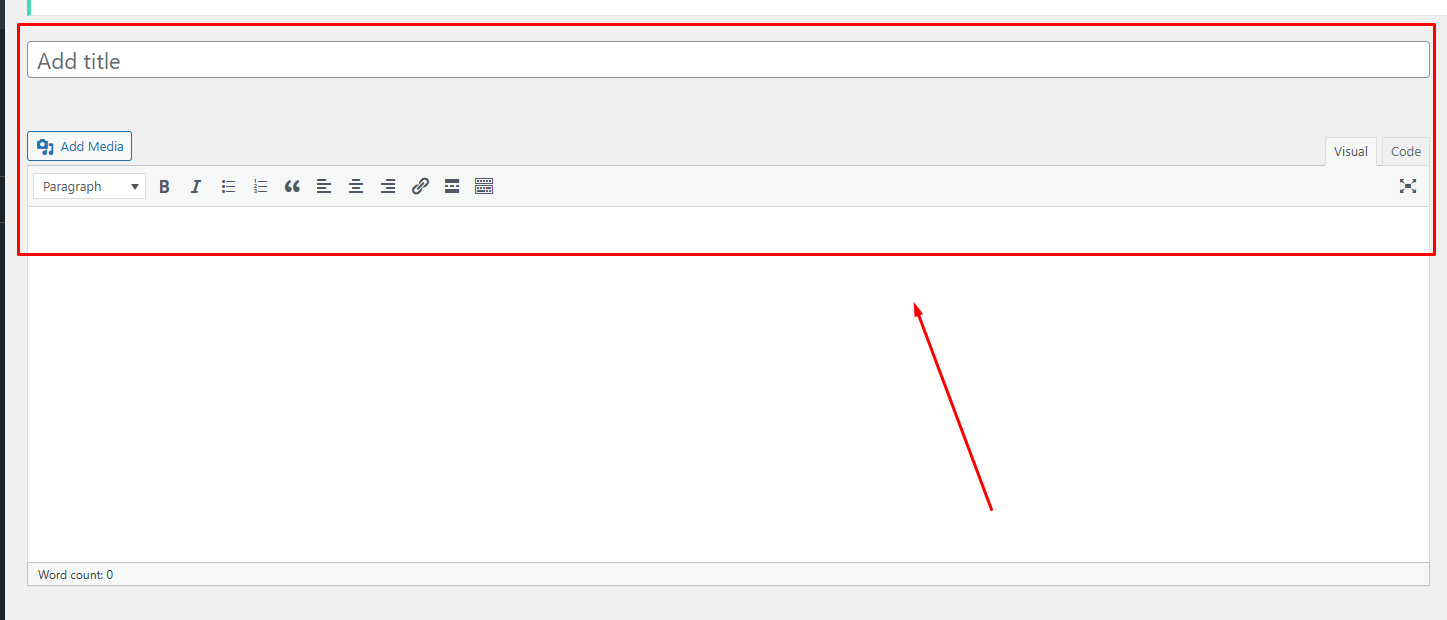 Add title
Add Media
Visual
Code
Paragraph
Word count: 0